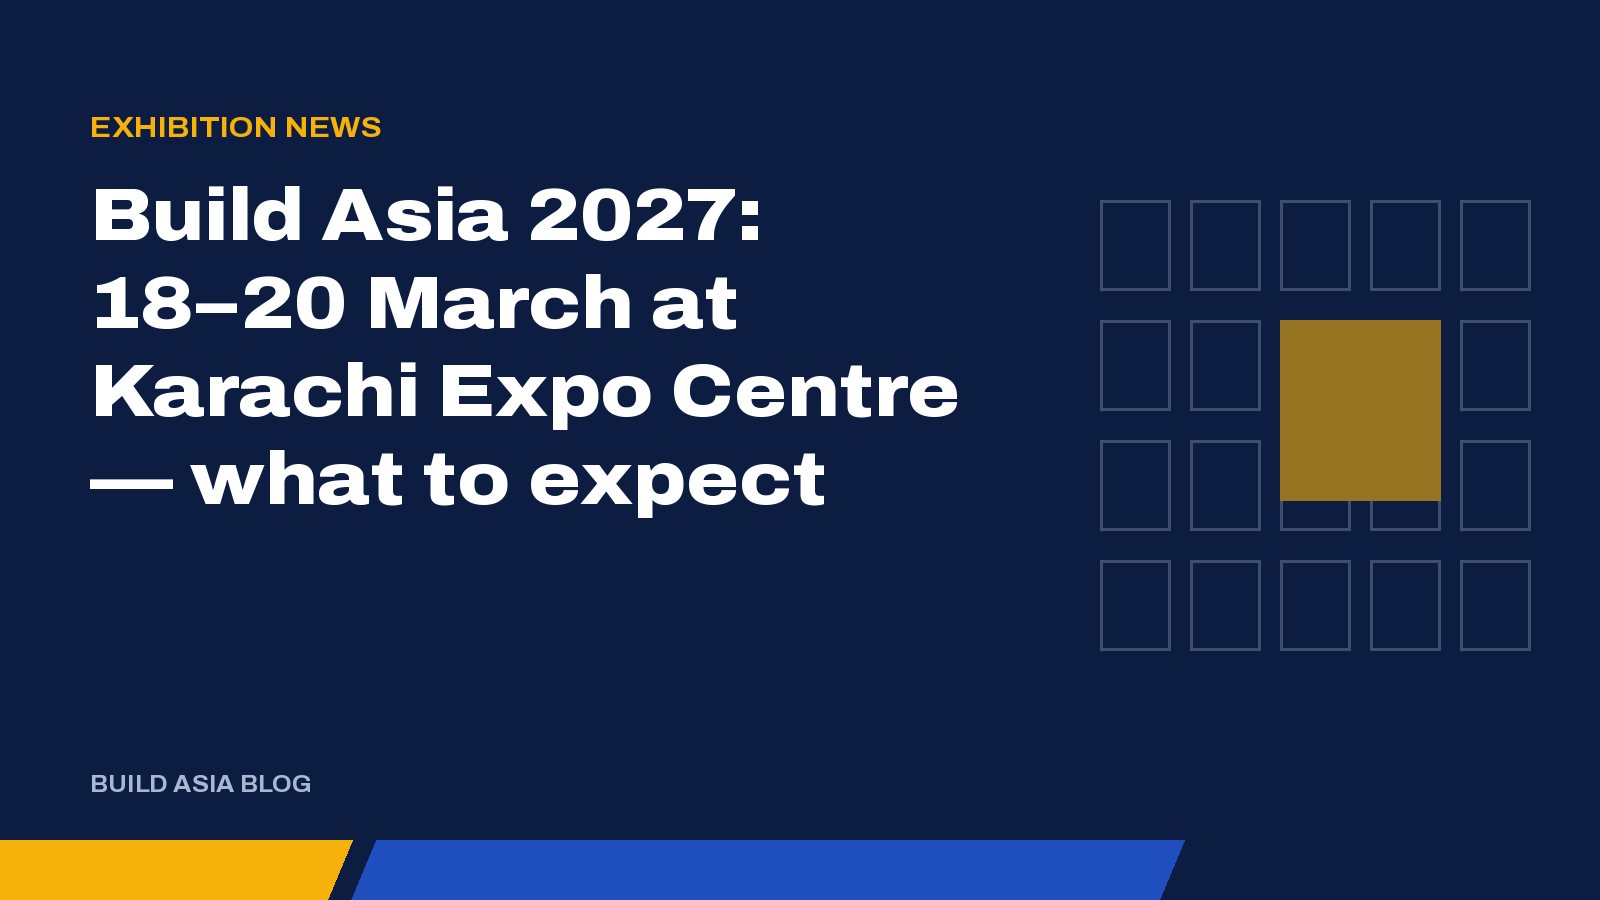 EXHIBITION NEWS
Build Asia 2027:
18–20 March at
Karachi Expo Centre
— what to expect
BUILD ASIA BLOG